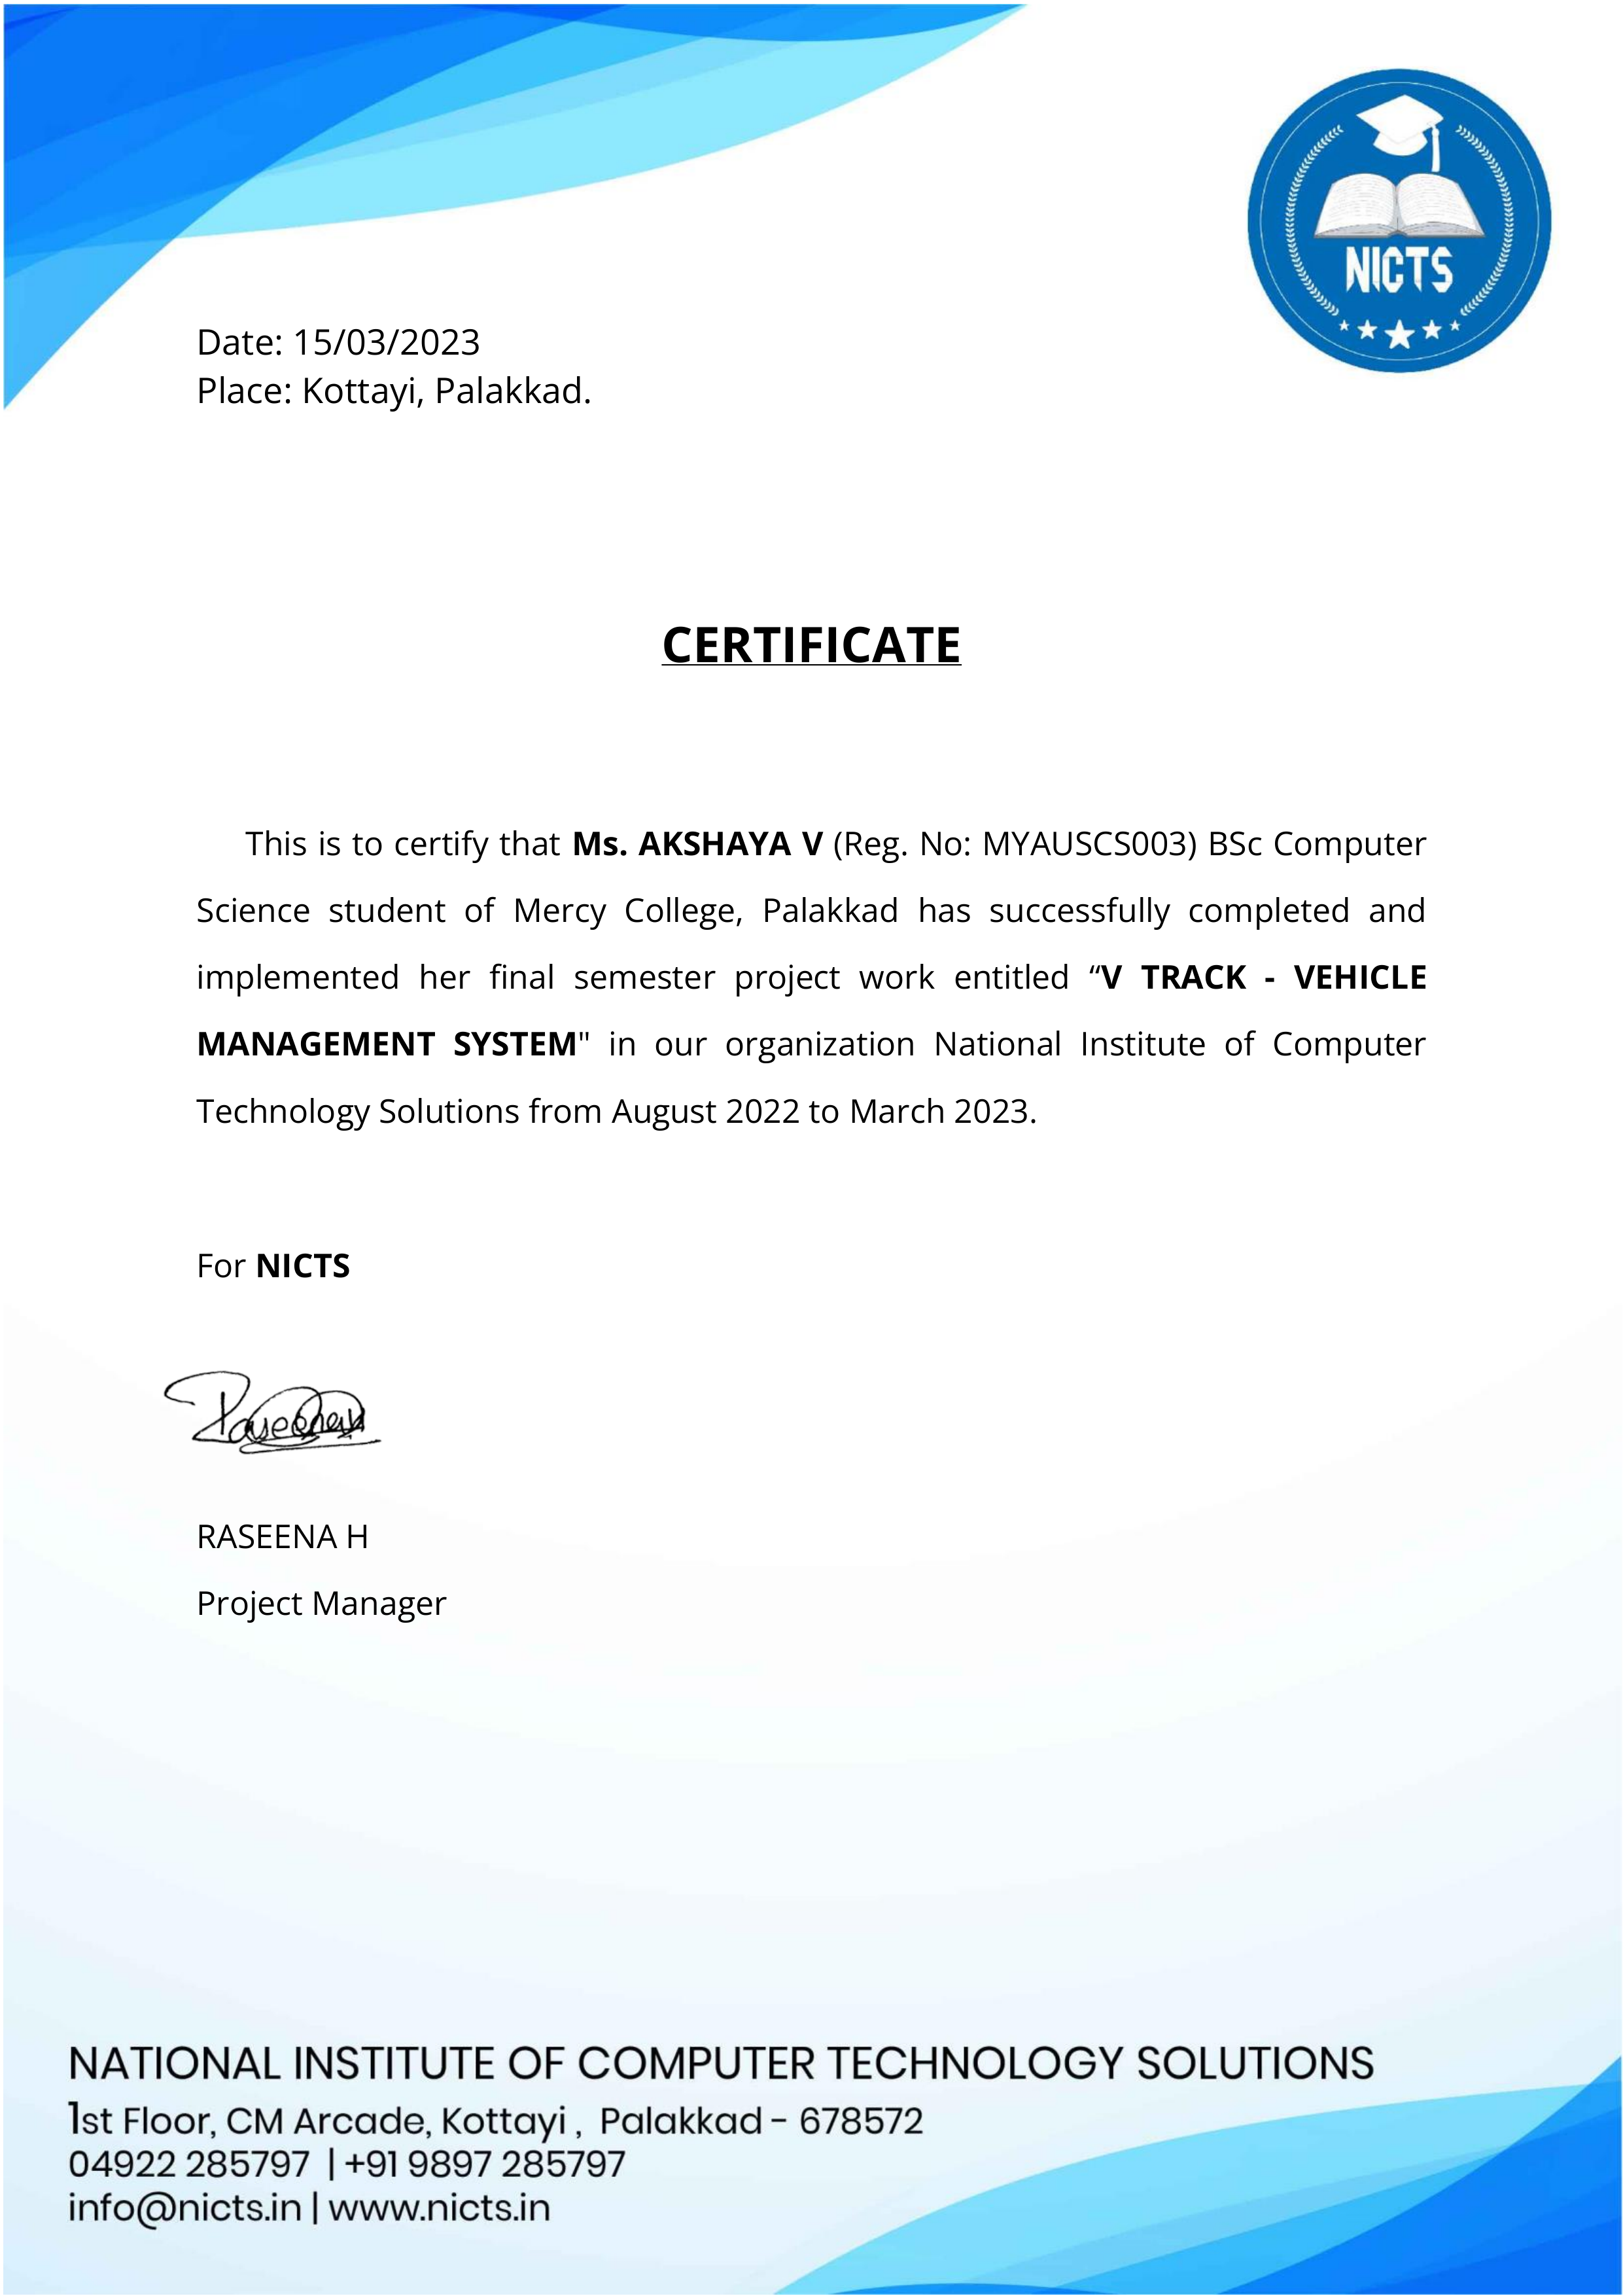 NICTS
Date: 15/03/2023
Place: Kottayi, Palakkad.
CERTIFICATE
This is to certify that Ms. AKSHAYA V (Reg. No: MYAUSCS003) BSc Computer
Science student of Mercy College, Palakkad has successfully completed and
implemented her final semester project work entitled “V TRACK - VEHICLE
MANAGEMENT SYSTEM" in our organization National Institute of Computer
Technology Solutions from August 2022 to March 2023.
For NICTS
Raseena
RASEENA H
Project Manager
NATIONAL INSTITUTE OF COMPUTER TECHNOLOGY SOLUTIONS
1st Floor, CM Arcade, Kottayi , Palakkad - 678572
04922 285797 | +91 9897 285797
info@nicts.in | www.nicts.in